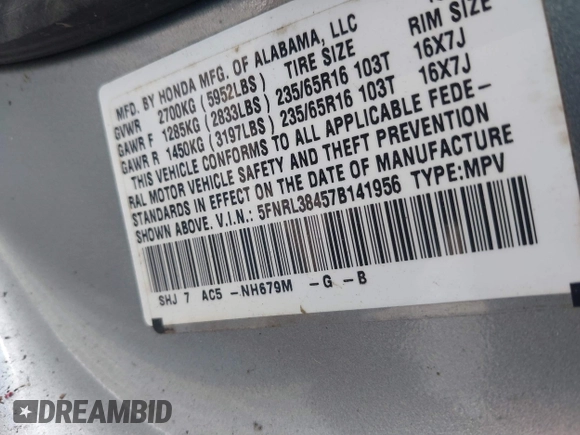 MFD. BY HONDA MFG. OF ALABAMA, LLC
GVWR 2700KG (5952LBS) TIRE SIZE RIM SIZE
GAWR F 1285KG (2833LBS) 235/65R16 103T 16X7J
GAWR R 1450KG (3197LBS) 235/65R16 103T 16X7J
THIS VEHICLE CONFORMS TO ALL APPLICABLE FEDE-
RAL MOTOR VEHICLE SAFETY AND THEFT PREVENTION
STANDARDS IN EFFECT ON THE DATE OF MANUFACTURE
SHOWN ABOVE. V.I.N.: 5FNRL38457B141956 TYPE:MPV
SHJ 7 AC5 -NH679M -G -B
DREAMBID